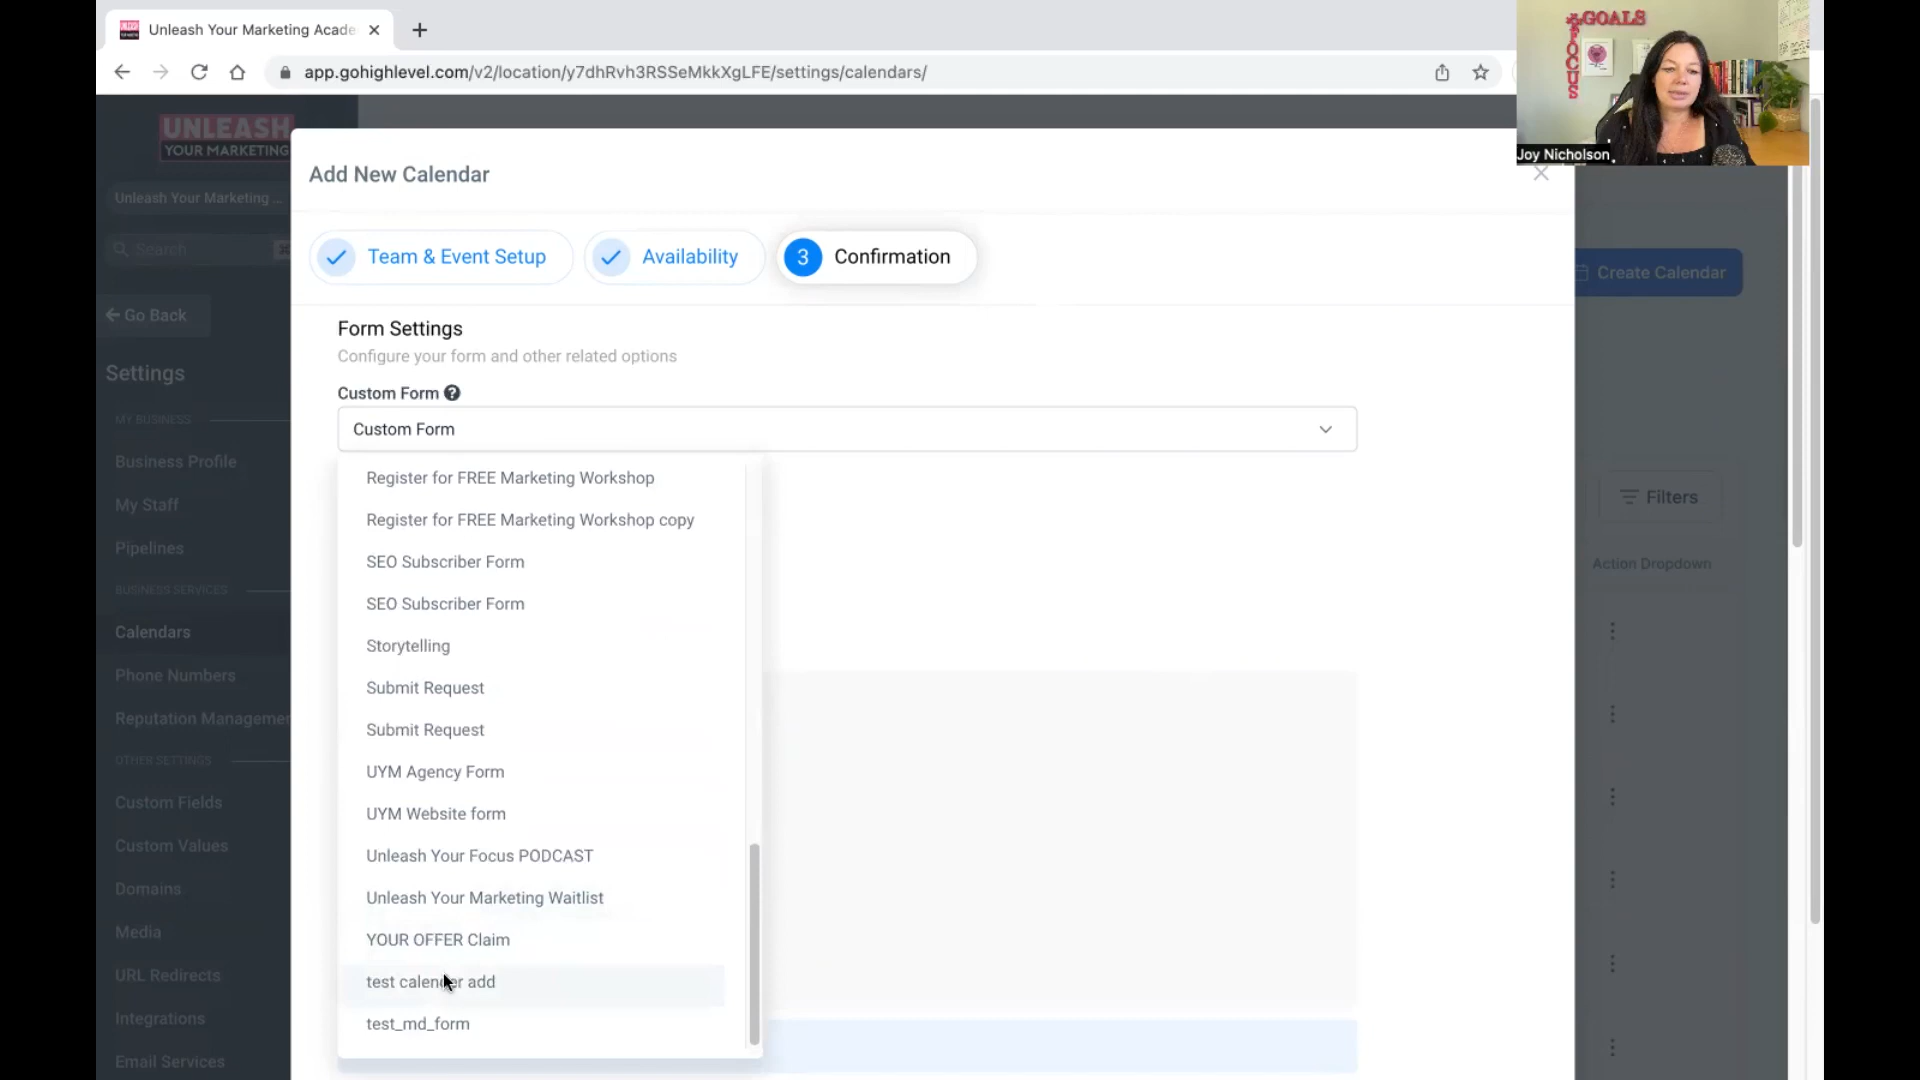 Unleash Your Marketing Acade
app.gohighlevel.com/v2/location/y7dhRvh3RSSeMkkXgLFE/settings/calendars/
GOALS
FOCUS
Joy Nicholson
UNLEASH
YOUR MARKETING
Unleash Your Marketing ...
Search
Go Back
Settings
MY BUSINESS
Business Profile
My Staff
Pipelines
BUSINESS SERVICES
Calendars
Phone Numbers
Reputation Managemen
OTHER SETTINGS
Custom Fields
Custom Values
Domains
Media
URL Redirects
Integrations
Email Services
Add New Calendar
Team & Event Setup
Availability
3 Confirmation
Form Settings
Configure your form and other related options
Custom Form
Custom Form
Register for FREE Marketing Workshop
Register for FREE Marketing Workshop copy
SEO Subscriber Form
SEO Subscriber Form
Storytelling
Submit Request
Submit Request
UYM Agency Form
UYM Website form
Unleash Your Focus PODCAST
Unleash Your Marketing Waitlist
YOUR OFFER Claim
test calender add
test_md_form
Create Calendar
Filters
Action Dropdown